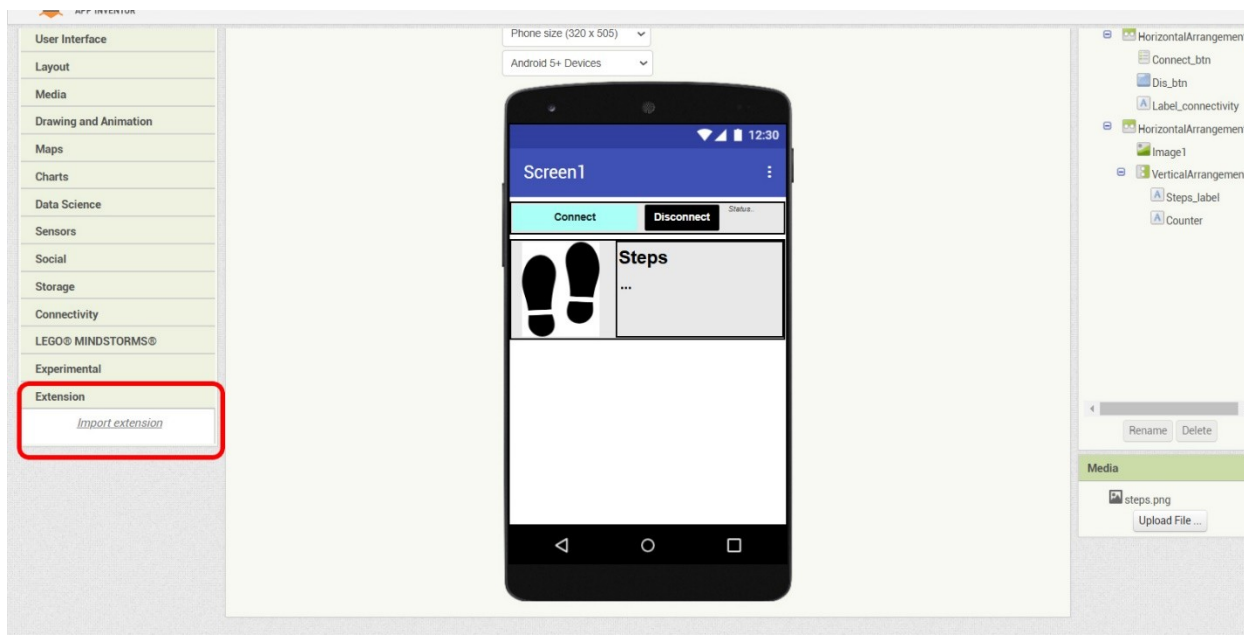 APP INVENTOR
User Interface
Layout
Media
Drawing and Animation
Maps
Charts
Data Science
Sensors
Social
Storage
Connectivity
LEGO® MINDSTORMS®
Experimental
Extension
Import extension
Phone size (320 x 505)
Android 5+ Devices
12:30
Screen1
Connect
Disconnect
Status..
Steps
...
HorizontalArrangement
Connect_btn
Dis_btn
A Label_connectivity
HorizontalArrangement
Image1
VerticalArrangemen
A Steps_label
A Counter
Rename
Delete
Media
steps.png
Upload File ...